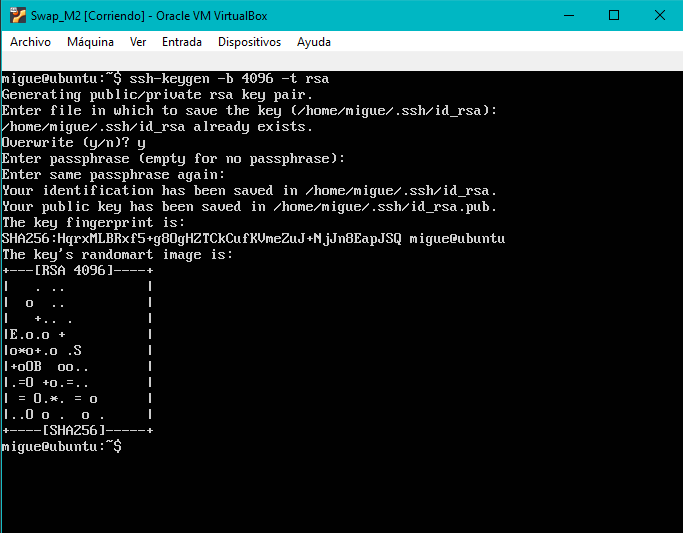 Swap_M2 [Corriendo] - Oracle VM VirtualBox
Archivo Máquina Ver Entrada Dispositivos Ayuda
migue@ubuntu:~$ ssh-keygen -b 4096 -t rsa
Generating public/private rsa key pair.
Enter file in which to save the key (/home/migue/.ssh/id_rsa):
/home/migue/.ssh/id_rsa already exists.
Overwrite (y/n)? y
Enter passphrase (empty for no passphrase):
Enter same passphrase again:
Your identification has been saved in /home/migue/.ssh/id_rsa.
Your public key has been saved in /home/migue/.ssh/id_rsa.pub.
The key fingerprint is:
SHA256:HqrxMLBRxf5+g8OgHZTCkCufKVmeZuJ+NjJn8EapJSQ migue@ubuntu
The key's randomart image is:
+---[RSA 4096]----+
|   . ..          |
|  o  ..          |
|   +.. .         |
|E.o.o +          |
|o*o+.o .S        |
|+oOB  oo..       |
|.=O +o.=..       |
| = O.*. = o      |
|..O o .  o .     |
+----[SHA256]-----+
migue@ubuntu:~$